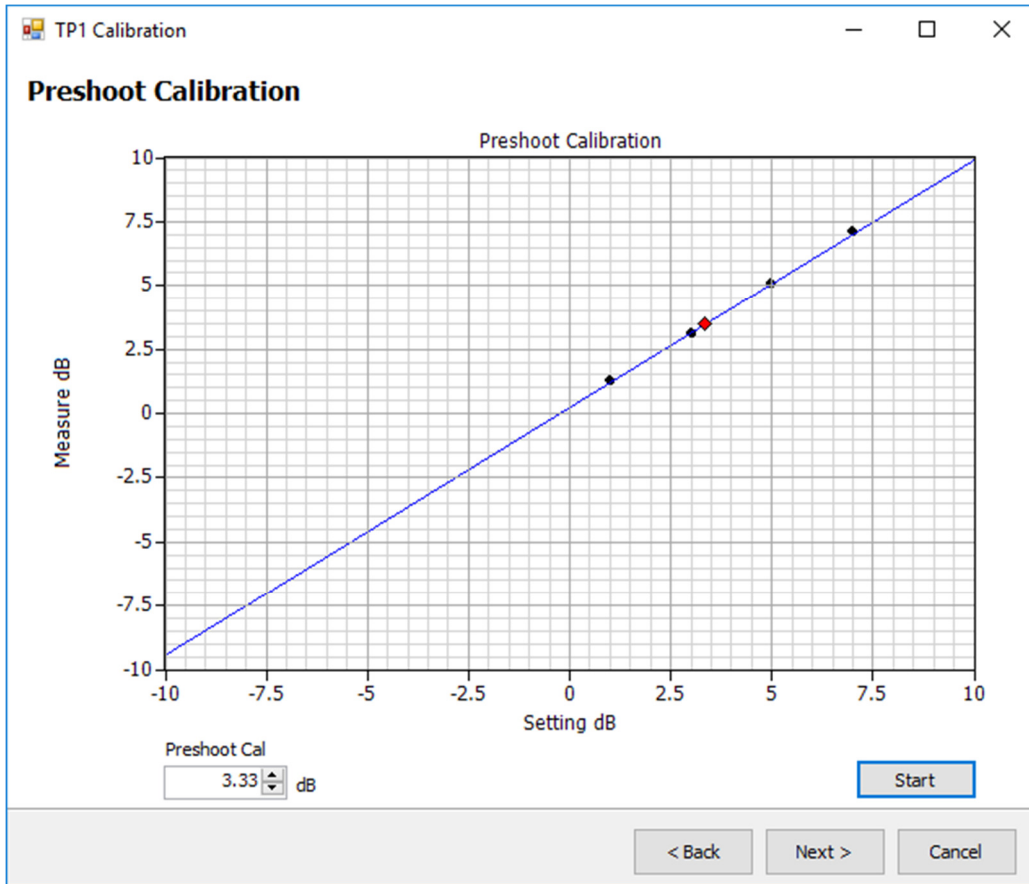 TP1 Calibration
Preshoot Calibration
Preshoot Calibration
10
7.5
5
2.5
0
-2.5
-5
-7.5
-10
Measure dB
-10 -7.5 -5 -2.5 0 2.5 5 7.5 10
Setting dB
Preshoot Cal
3.33 dB
Start
< Back Next > Cancel